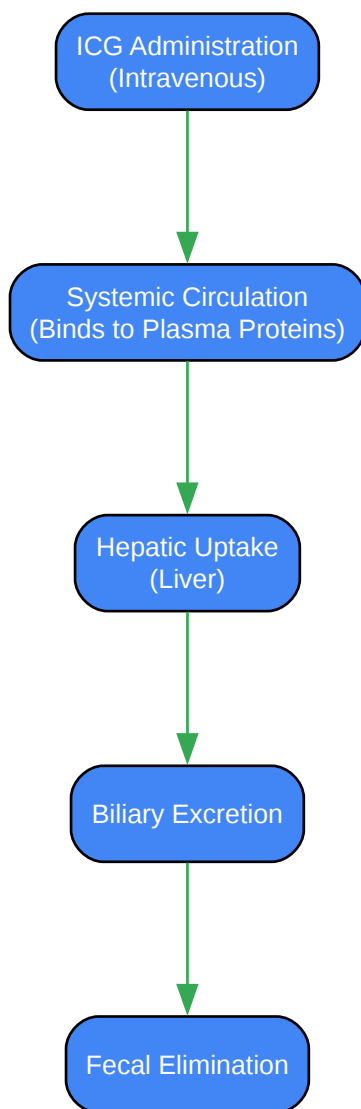 ICG Administration
(Intravenous)
Systemic Circulation
(Binds to Plasma Proteins)
Hepatic Uptake
(Liver)
Biliary Excretion
Fecal Elimination